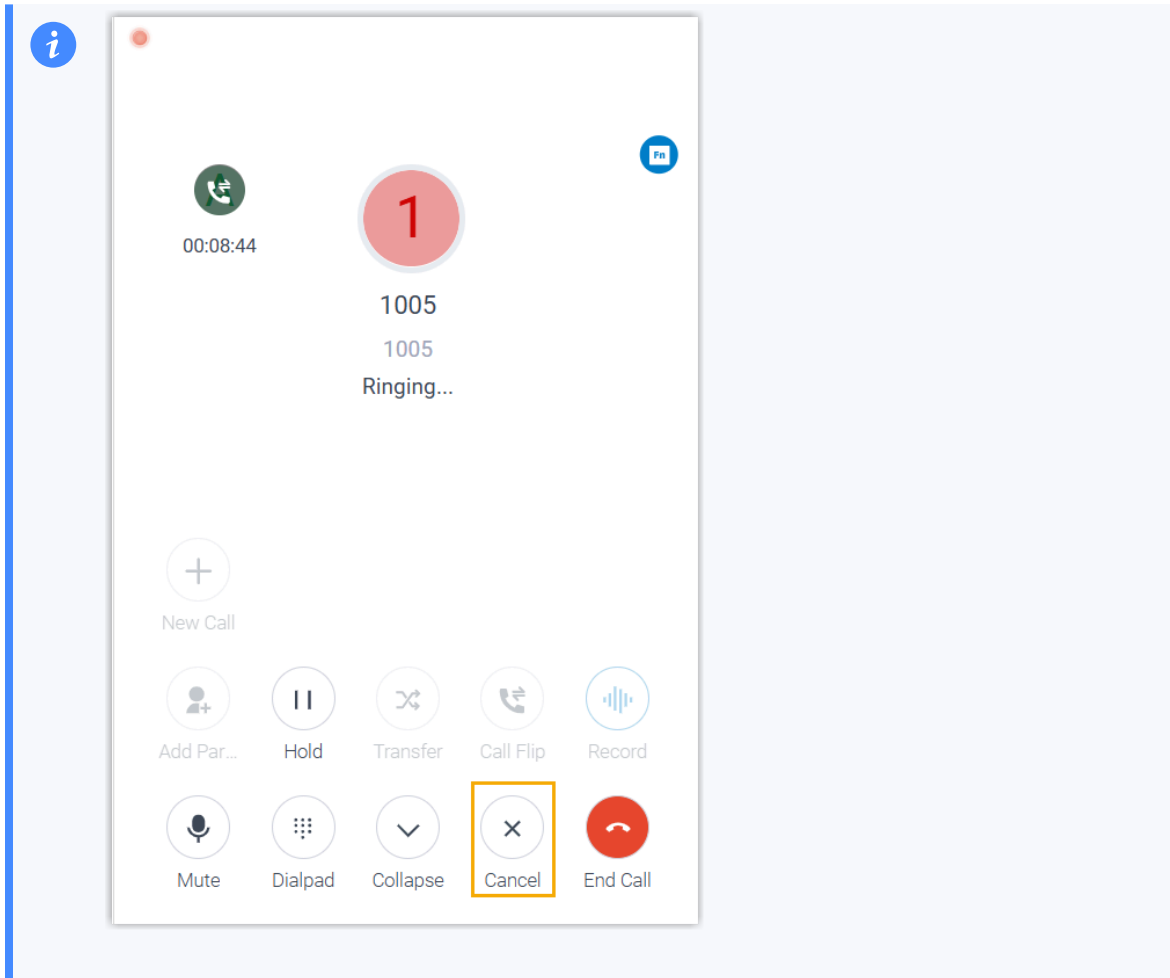 i
Fn
A
1
00:08:44
1005
1005
Ringing...
New Call
Add Par... Hold Transfer Call Flip Record
Mute Dialpad Collapse Cancel End Call